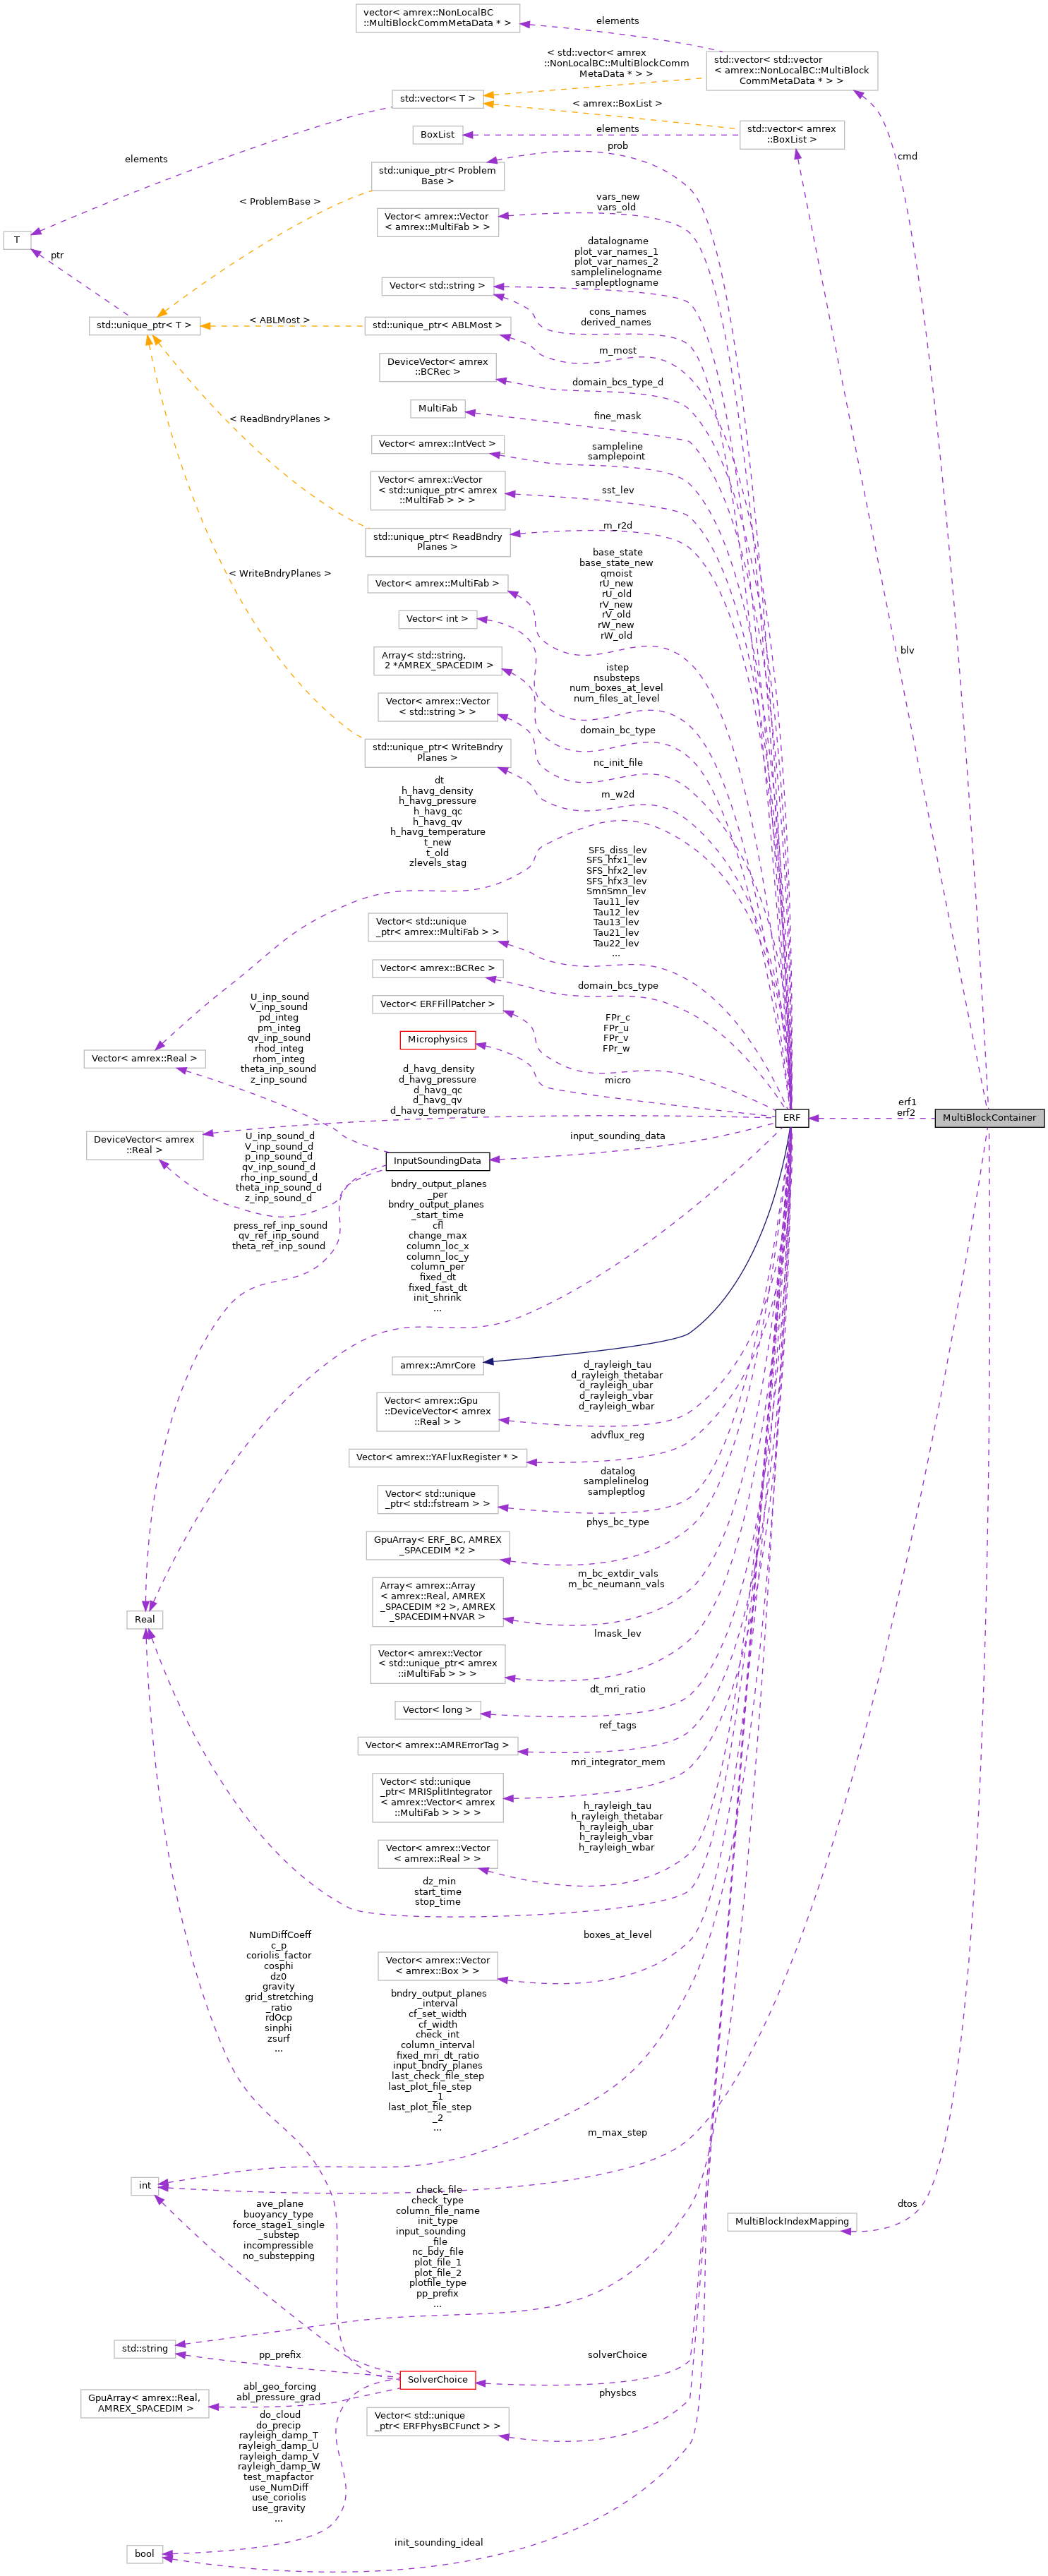 vector< amrex::NonLocalBC
::MultiBlockCommMetaData * >
elements
std::vector< std::vector
< amrex::NonLocalBC::MultiBlock
CommMetaData * > >
< std::vector< amrex
::NonLocalBC::MultiBlockComm
MetaData * > >
std::vector< T >
< amrex::BoxList >
BoxList
elements
std::vector< amrex
::BoxList >
cmd
elements
prob
std::unique_ptr< Problem
Base >
< ProblemBase >
Vector< amrex::Vector
< amrex::MultiFab > >
vars_new
vars_old
T
ptr
datalogname
plot_var_names_1
plot_var_names_2
samplelinelogname
sampleptlogname
Vector< std::string >
cons_names
derived_names
std::unique_ptr< T >
< ABLMost >
std::unique_ptr< ABLMost >
m_most
DeviceVector< amrex
::BCRec >
domain_bcs_type_d
MultiFab
fine_mask
< ReadBndryPlanes >
Vector< amrex::IntVect >
sampleline
samplepoint
Vector< amrex::Vector
< std::unique_ptr< amrex
::MultiFab > > >
sst_lev
std::unique_ptr< ReadBndry
Planes >
m_r2d
< WriteBndryPlanes >
Vector< amrex::MultiFab >
base_state
base_state_new
qmoist
rU_new
rU_old
rV_new
rV_old
rW_new
rW_old
Vector< int >
Array< std::string,
2 *AMREX_SPACEDIM >
istep
nsubsteps
num_boxes_at_level
num_files_at_level
blv
Vector< amrex::Vector
< std::string > >
domain_bc_type
std::unique_ptr< WriteBndry
Planes >
nc_init_file
m_w2d
dt
h_havg_density
h_havg_pressure
h_havg_qc
h_havg_qv
h_havg_temperature
t_new
t_old
zlevels_stag
SFS_diss_lev
SFS_hfx1_lev
SFS_hfx2_lev
SFS_hfx3_lev
SmnSmn_lev
Tau11_lev
Tau12_lev
Tau13_lev
Tau21_lev
Tau22_lev
...
Vector< std::unique
_ptr< amrex::MultiFab > >
Vector< amrex::BCRec >
domain_bcs_type
Vector< ERFFillPatcher >
FPr_c
FPr_u
FPr_v
FPr_w
U_inp_sound
V_inp_sound
pd_integ
pm_integ
qv_inp_sound
rhod_integ
rhom_integ
theta_inp_sound
z_inp_sound
Vector< amrex::Real >
Microphysics
micro
d_havg_density
d_havg_pressure
d_havg_qc
d_havg_qv
d_havg_temperature
ERF
erf1
erf2
MultiBlockContainer
DeviceVector< amrex
::Real >
U_inp_sound_d
V_inp_sound_d
p_inp_sound_d
qv_inp_sound_d
rho_inp_sound_d
theta_inp_sound_d
z_inp_sound_d
InputSoundingData
input_sounding_data
press_ref_inp_sound
qv_ref_inp_sound
theta_ref_inp_sound
bndry_output_planes
_per
bndry_output_planes
_start_time
cfl
change_max
column_loc_x
column_loc_y
column_per
fixed_dt
fixed_fast_dt
init_shrink
...
amrex::AmrCore
Vector< amrex::Gpu
::DeviceVector< amrex
::Real > >
d_rayleigh_tau
d_rayleigh_thetabar
d_rayleigh_ubar
d_rayleigh_vbar
d_rayleigh_wbar
Vector< amrex::YAFluxRegister * >
advflux_reg
Vector< std::unique
_ptr< std::fstream > >
datalog
samplelinelog
sampleptlog
GpuArray< ERF_BC, AMREX
_SPACEDIM *2 >
phys_bc_type
Array< amrex::Array
< amrex::Real, AMREX
_SPACEDIM *2 >, AMREX
_SPACEDIM+NVAR >
m_bc_extdir_vals
m_bc_neumann_vals
Real
Vector< amrex::Vector
< std::unique_ptr< amrex
::iMultiFab > > >
lmask_lev
Vector< long >
dt_mri_ratio
Vector< amrex::AMRErrorTag >
ref_tags
Vector< std::unique
_ptr< MRISplitIntegrator
< amrex::Vector< amrex
::MultiFab > > > >
mri_integrator_mem
Vector< amrex::Vector
< amrex::Real > >
h_rayleigh_tau
h_rayleigh_thetabar
h_rayleigh_ubar
h_rayleigh_vbar
h_rayleigh_wbar
dz_min
start_time
stop_time
NumDiffCoeff
c_p
coriolis_factor
cosphi
dz0
gravity
grid_stretching
_ratio
rdOcp
sinphi
zsurf
...
Vector< amrex::Vector
< amrex::Box > >
boxes_at_level
bndry_output_planes
_interval
cf_set_width
cf_width
check_int
column_interval
fixed_mri_dt_ratio
input_bndry_planes
last_check_file_step
last_plot_file_step
_1
last_plot_file_step
_2
...
m_max_step
int
ave_plane
buoyancy_type
force_stage1_single
_substep
incompressible
no_substepping
check_file
check_type
column_file_name
init_type
input_sounding
_file
nc_bdy_file
plot_file_1
plot_file_2
plotfile_type
pp_prefix
...
MultiBlockIndexMapping
dtos
std::string
pp_prefix
SolverChoice
solverChoice
GpuArray< amrex::Real,
AMREX_SPACEDIM >
abl_geo_forcing
abl_pressure_grad
Vector< std::unique
_ptr< ERFPhysBCFunct > >
physbcs
do_cloud
do_precip
rayleigh_damp_T
rayleigh_damp_U
rayleigh_damp_V
rayleigh_damp_W
test_mapfactor
use_NumDiff
use_coriolis
use_gravity
...
bool
init_sounding_ideal